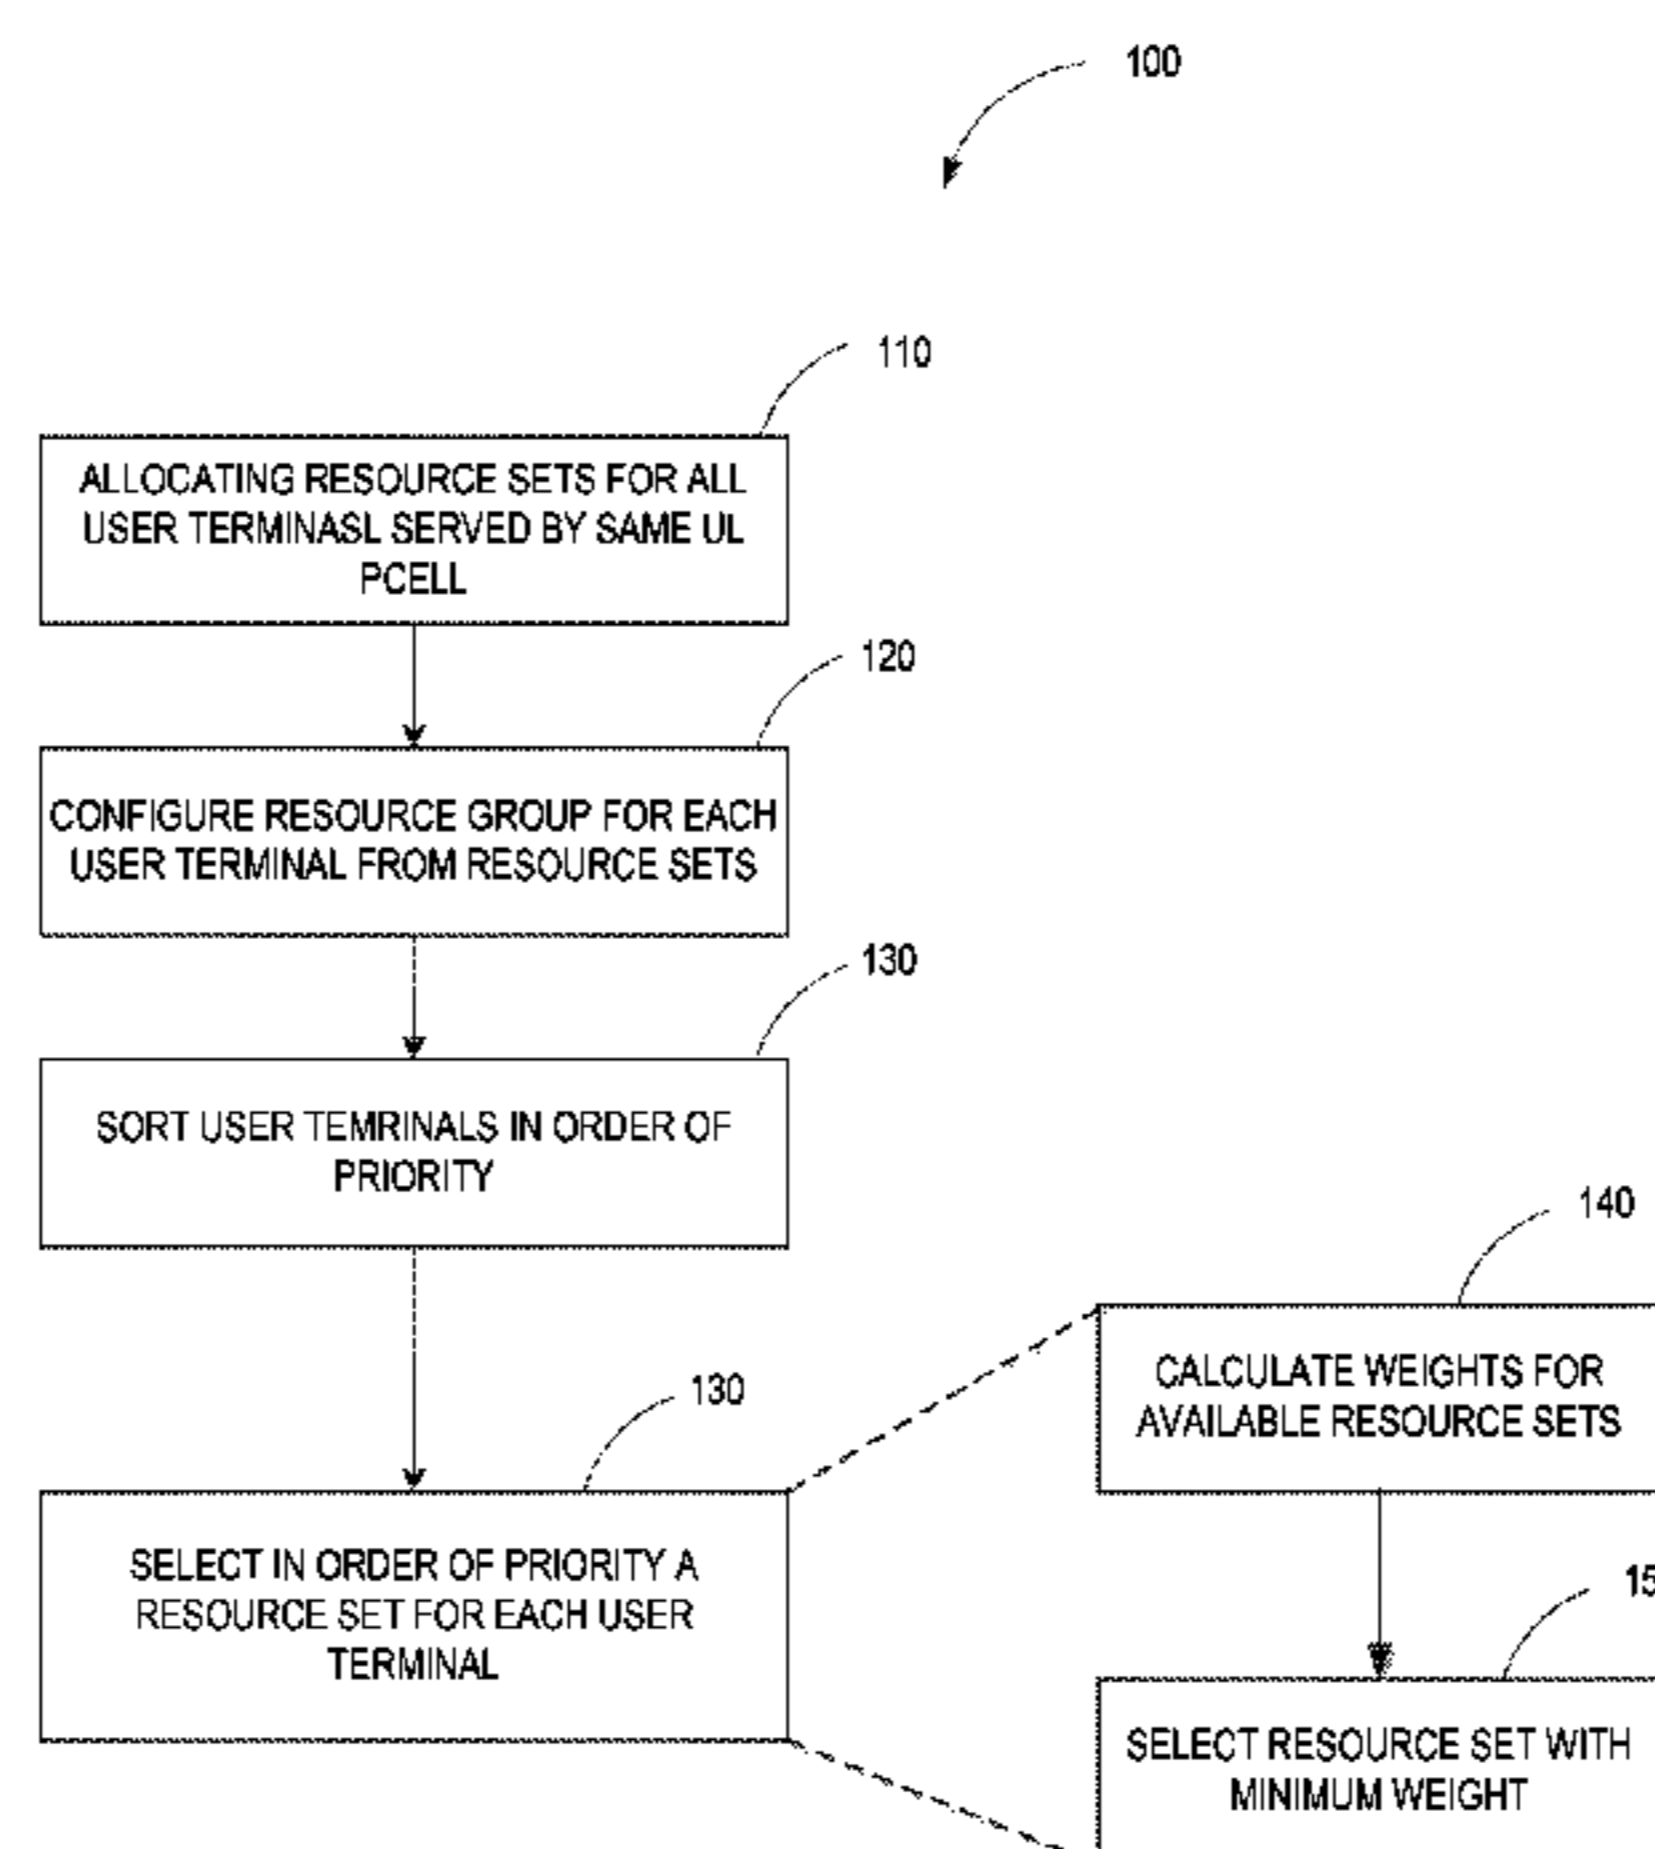 100
110
ALLOCATING RESOURCE SETS FOR ALL
USER TERMINASL SERVED BY SAME UL
PCELL
120
CONFIGURE RESOURCE GROUP FOR EACH
USER TERMINAL FROM RESOURCE SETS
130
SORT USER TEMRINALS IN ORDER OF
PRIORITY
130
SELECT IN ORDER OF PRIORITY A
RESOURCE SET FOR EACH USER
TERMINAL
140
CALCULATE WEIGHTS FOR
AVAILABLE RESOURCE SETS
SELECT RESOURCE SET WITH
MINIMUM WEIGHT